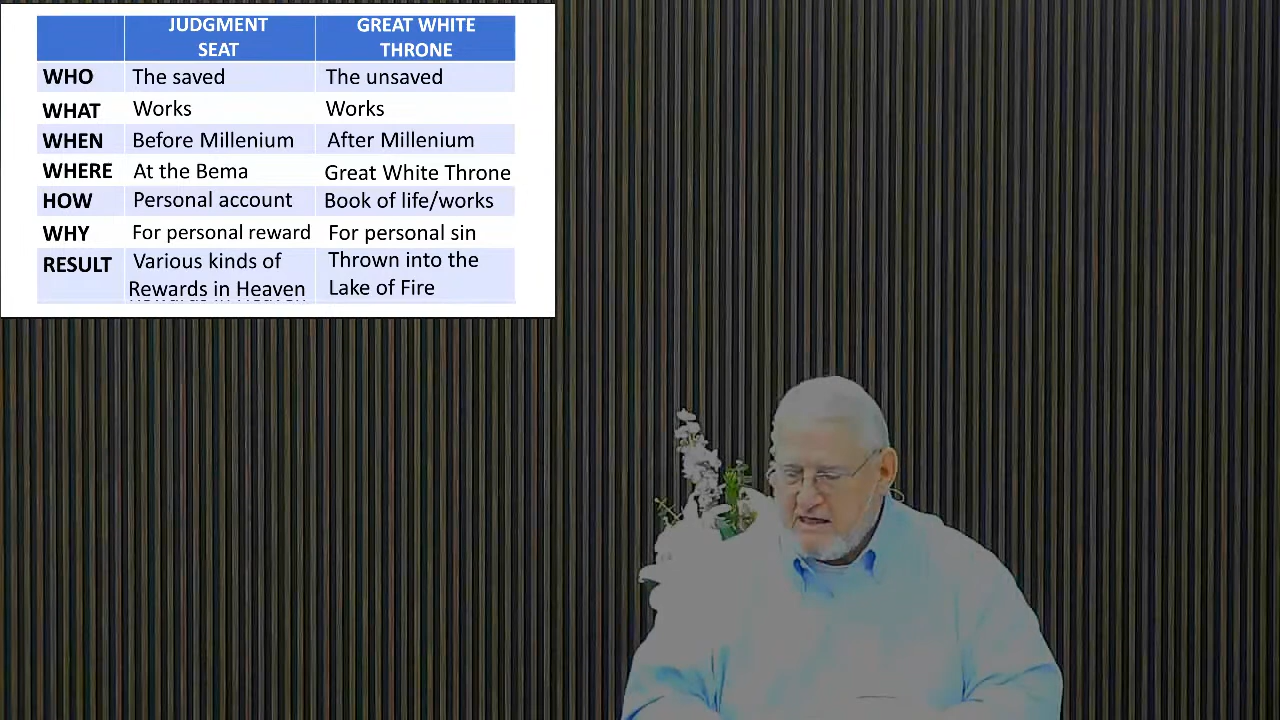 JUDGMENT SEAT GREAT WHITE THRONE
WHO The saved The unsaved
WHAT Works Works
WHEN Before Millenium After Millenium
WHERE At the Bema Great White Throne
HOW Personal account Book of life/works
WHY For personal reward For personal sin
RESULT Various kinds of Thrown into the
Rewards in Heaven Lake of Fire